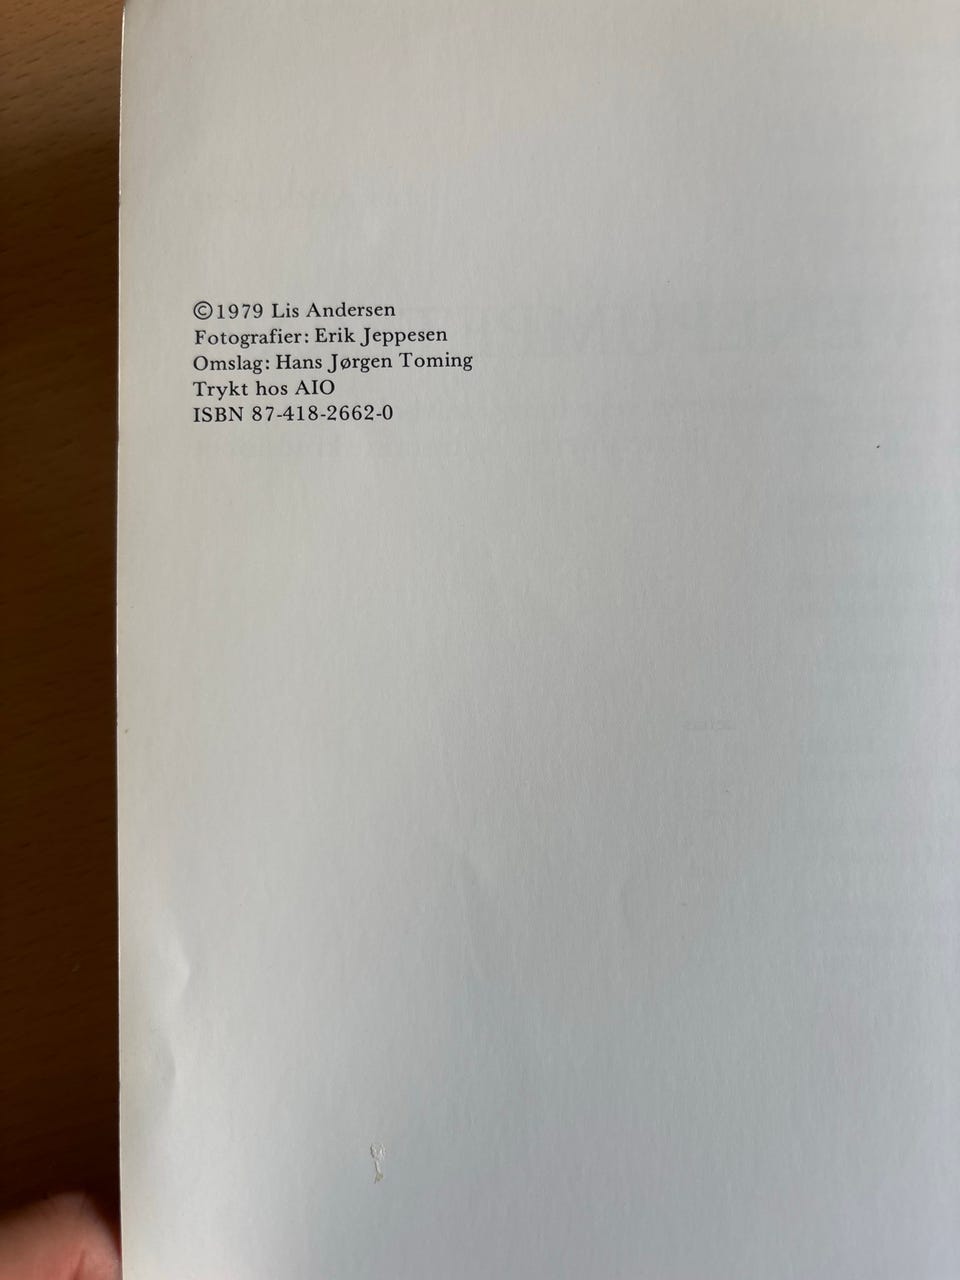 ©1979 Lis Andersen
Fotografier: Erik Jeppesen
Omslag: Hans Jørgen Toming
Trykt hos AIO
ISBN 87-418-2662-0